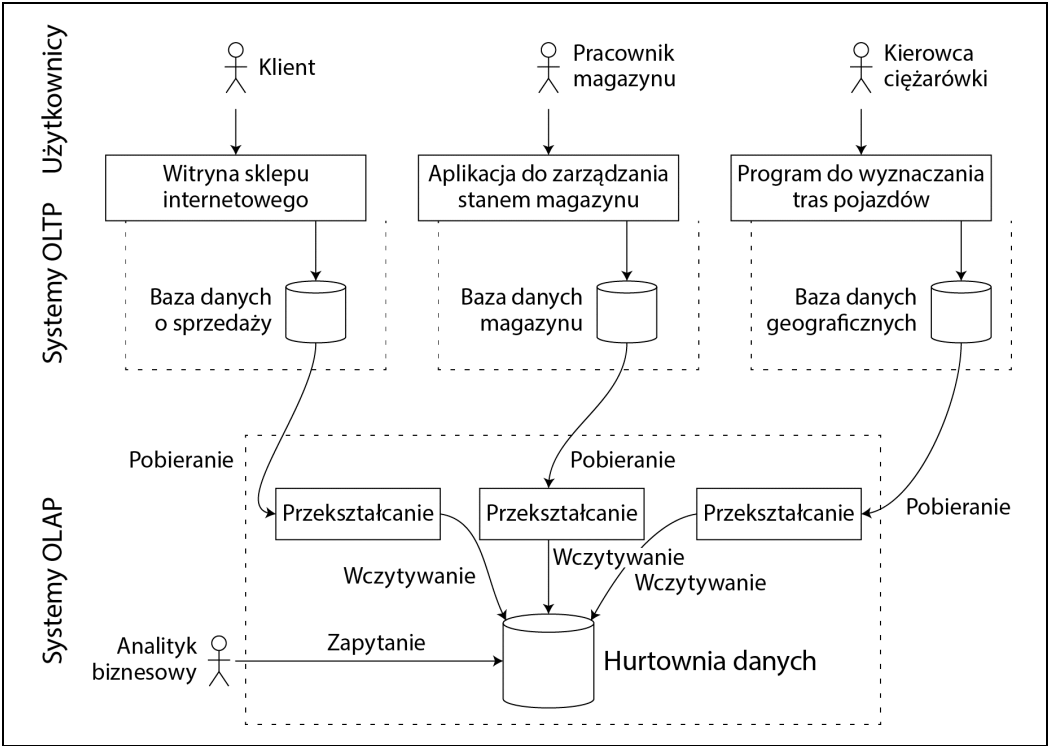 Użytkownicy
Klient
Pracownik
magazynu
Kierowca
ciężarówki
Systemy OLTP
Witryna sklepu
internetowego
Aplikacja do zarządzania
stanem magazynu
Program do wyznaczania
tras pojazdów
Baza danych
o sprzedaży
Baza danych
magazynu
Baza danych
geograficznych
Systemy OLAP
Pobieranie
Pobieranie
Pobieranie
Przekształcanie
Przekształcanie
Przekształcanie
Wczytywanie
Wczytywanie
Wczytywanie
Analityk
biznesowy
Zapytanie
Hurtownia danych